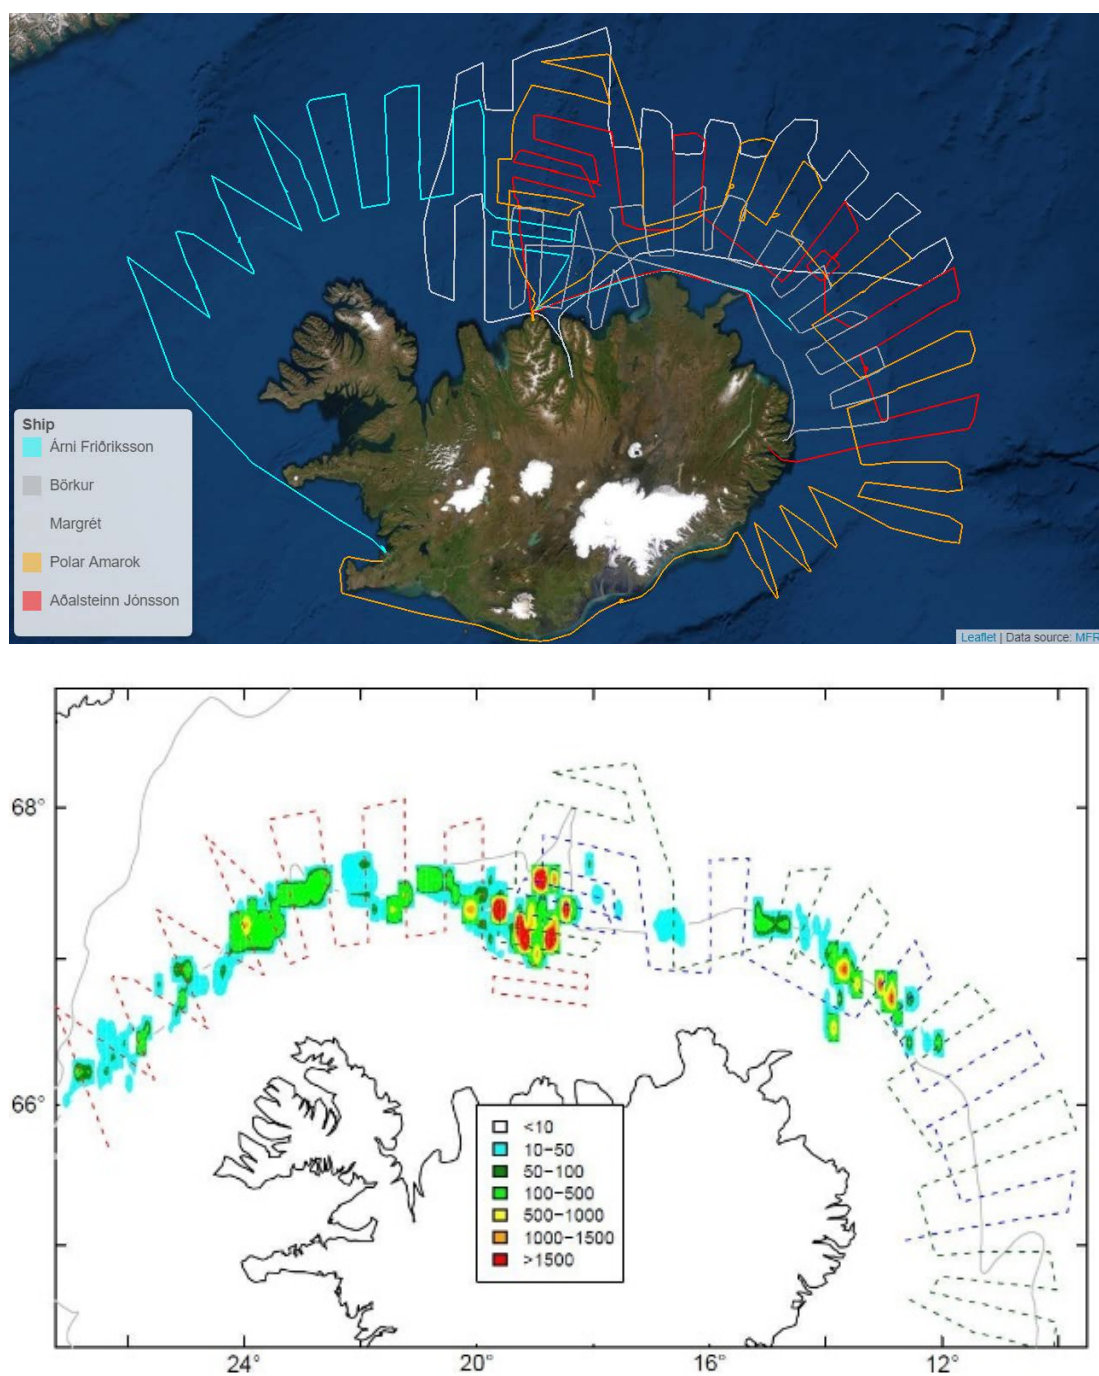 Ship
Árni Friðriksson
Börkur
Margrét
Polar Amarok
Aðalsteinn Jónsson
Leaflet | Data source: MFR
68°
66°
<10
10-50
50-100
100-500
500-1000
1000-1500
>1500
24°
20°
16°
12°